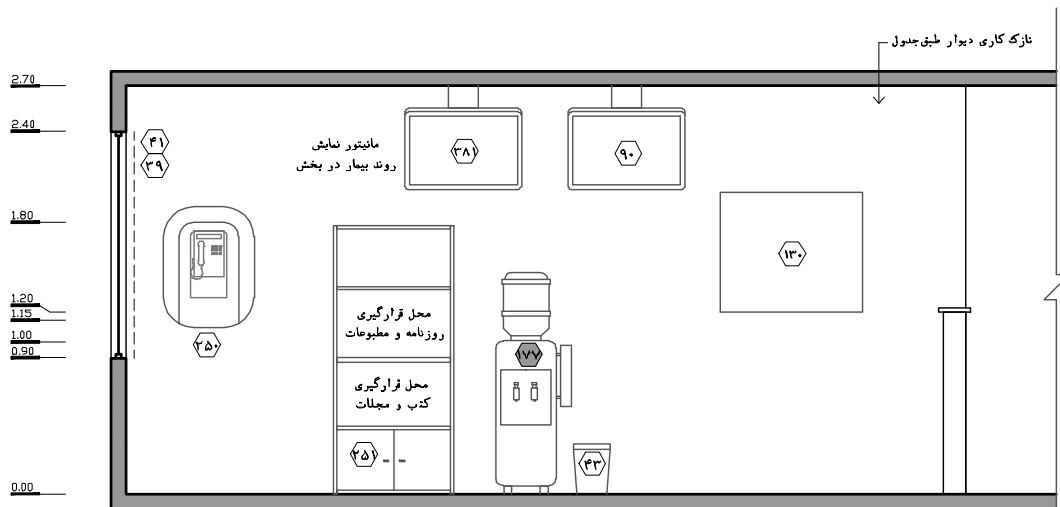 نازک کاری دیوار طبق جدول
2.70
2.40
1.80
1.20
1.15
1.00
0.90
0.00
۴۱
۳۹
مانیتور نمایش
روند بیمار در بخش
۳۸۱
۹۰
۱۳۰
۲۵۰
محل قرارگیری
روزنامه و مطبوعات
محل قرارگیری
کتب و مجلات
۲۵۱
۱۷۷
۴۳